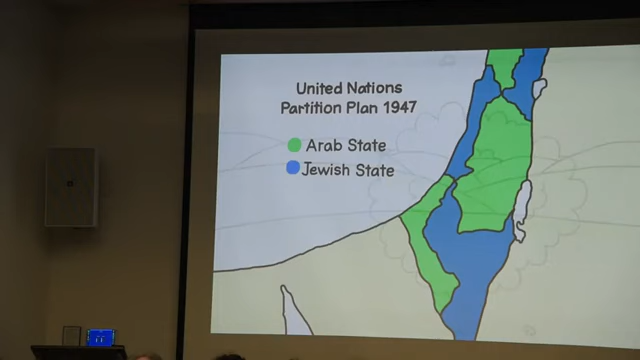 United Nations
Partition Plan 1947
Arab State
Jewish State